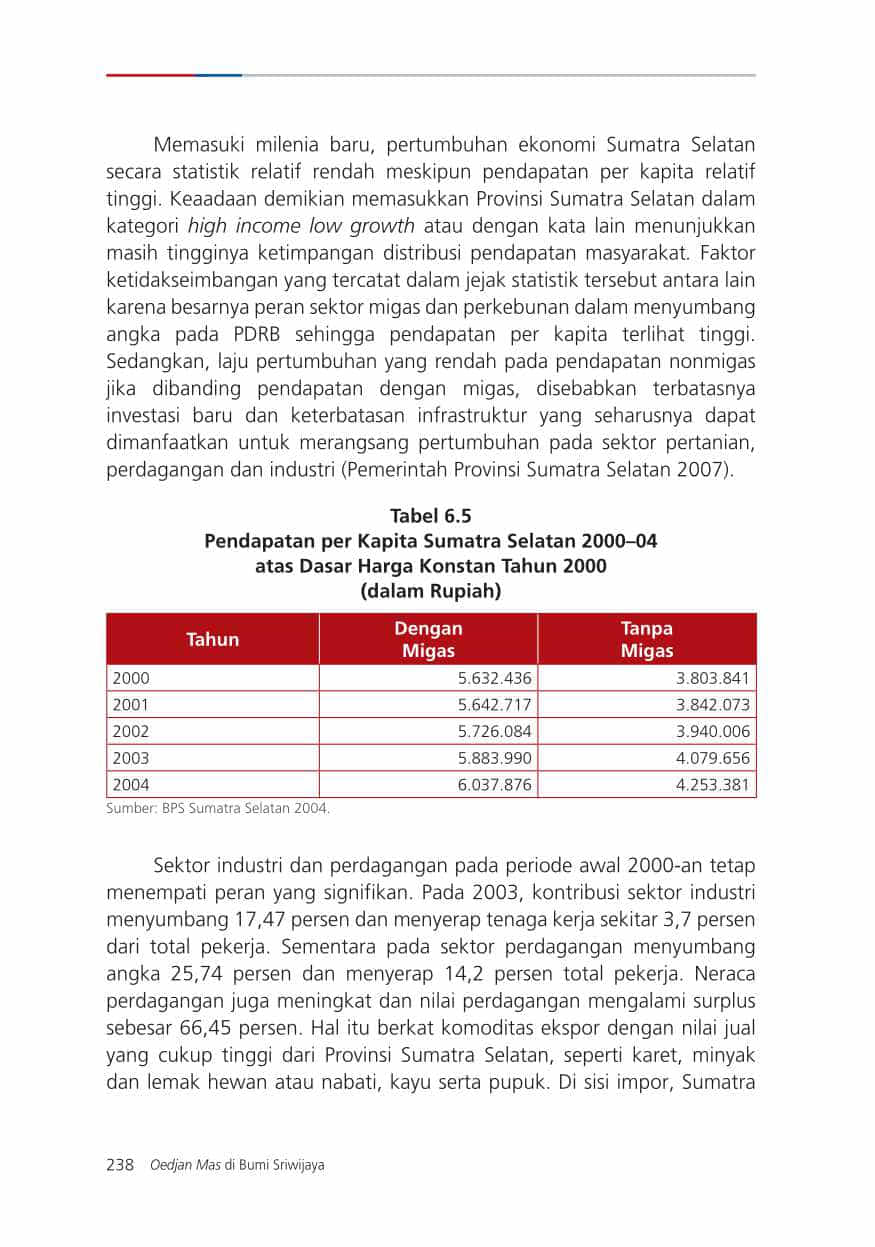 Memasuki milenia baru, pertumbuhan ekonomi Sumatra Selatan
secara statistik relatif rendah meskipun pendapatan per kapita relatif
tinggi. Keaadaan demikian memasukkan Provinsi Sumatra Selatan dalam
kategori high income low growth atau dengan kata lain menunjukkan
masih tingginya ketimpangan distribusi pendapatan masyarakat. Faktor
ketidakseimbangan yang tercatat dalam jejak statistik tersebut antara lain
karena besarnya peran sektor migas dan perkebunan dalam menyumbang
angka pada PDRB sehingga pendapatan per kapita terlihat tinggi.
Sedangkan, laju pertumbuhan yang rendah pada pendapatan nonmigas
jika dibanding pendapatan dengan migas, disebabkan terbatasnya
investasi baru dan keterbatasan infrastruktur yang seharusnya dapat
dimanfaatkan untuk merangsang pertumbuhan pada sektor pertanian,
perdagangan dan industri (Pemerintah Provinsi Sumatra Selatan 2007).
Tabel 6.5
Pendapatan per Kapita Sumatra Selatan 2000–04
atas Dasar Harga Konstan Tahun 2000
(dalam Rupiah)
Tahun Dengan Migas Tanpa Migas
2000 5.632.436 3.803.841
2001 5.642.717 3.842.073
2002 5.726.084 3.940.006
2003 5.883.990 4.079.656
2004 6.037.876 4.253.381
Sumber: BPS Sumatra Selatan 2004.
Sektor industri dan perdagangan pada periode awal 2000-an tetap
menempati peran yang signifikan. Pada 2003, kontribusi sektor industri
menyumbang 17,47 persen dan menyerap tenaga kerja sekitar 3,7 persen
dari total pekerja. Sementara pada sektor perdagangan menyumbang
angka 25,74 persen dan menyerap 14,2 persen total pekerja. Neraca
perdagangan juga meningkat dan nilai perdagangan mengalami surplus
sebesar 66,45 persen. Hal itu berkat komoditas ekspor dengan nilai jual
yang cukup tinggi dari Provinsi Sumatra Selatan, seperti karet, minyak
dan lemak hewan atau nabati, kayu serta pupuk. Di sisi impor, Sumatra
238 Oedjan Mas di Bumi Sriwijaya